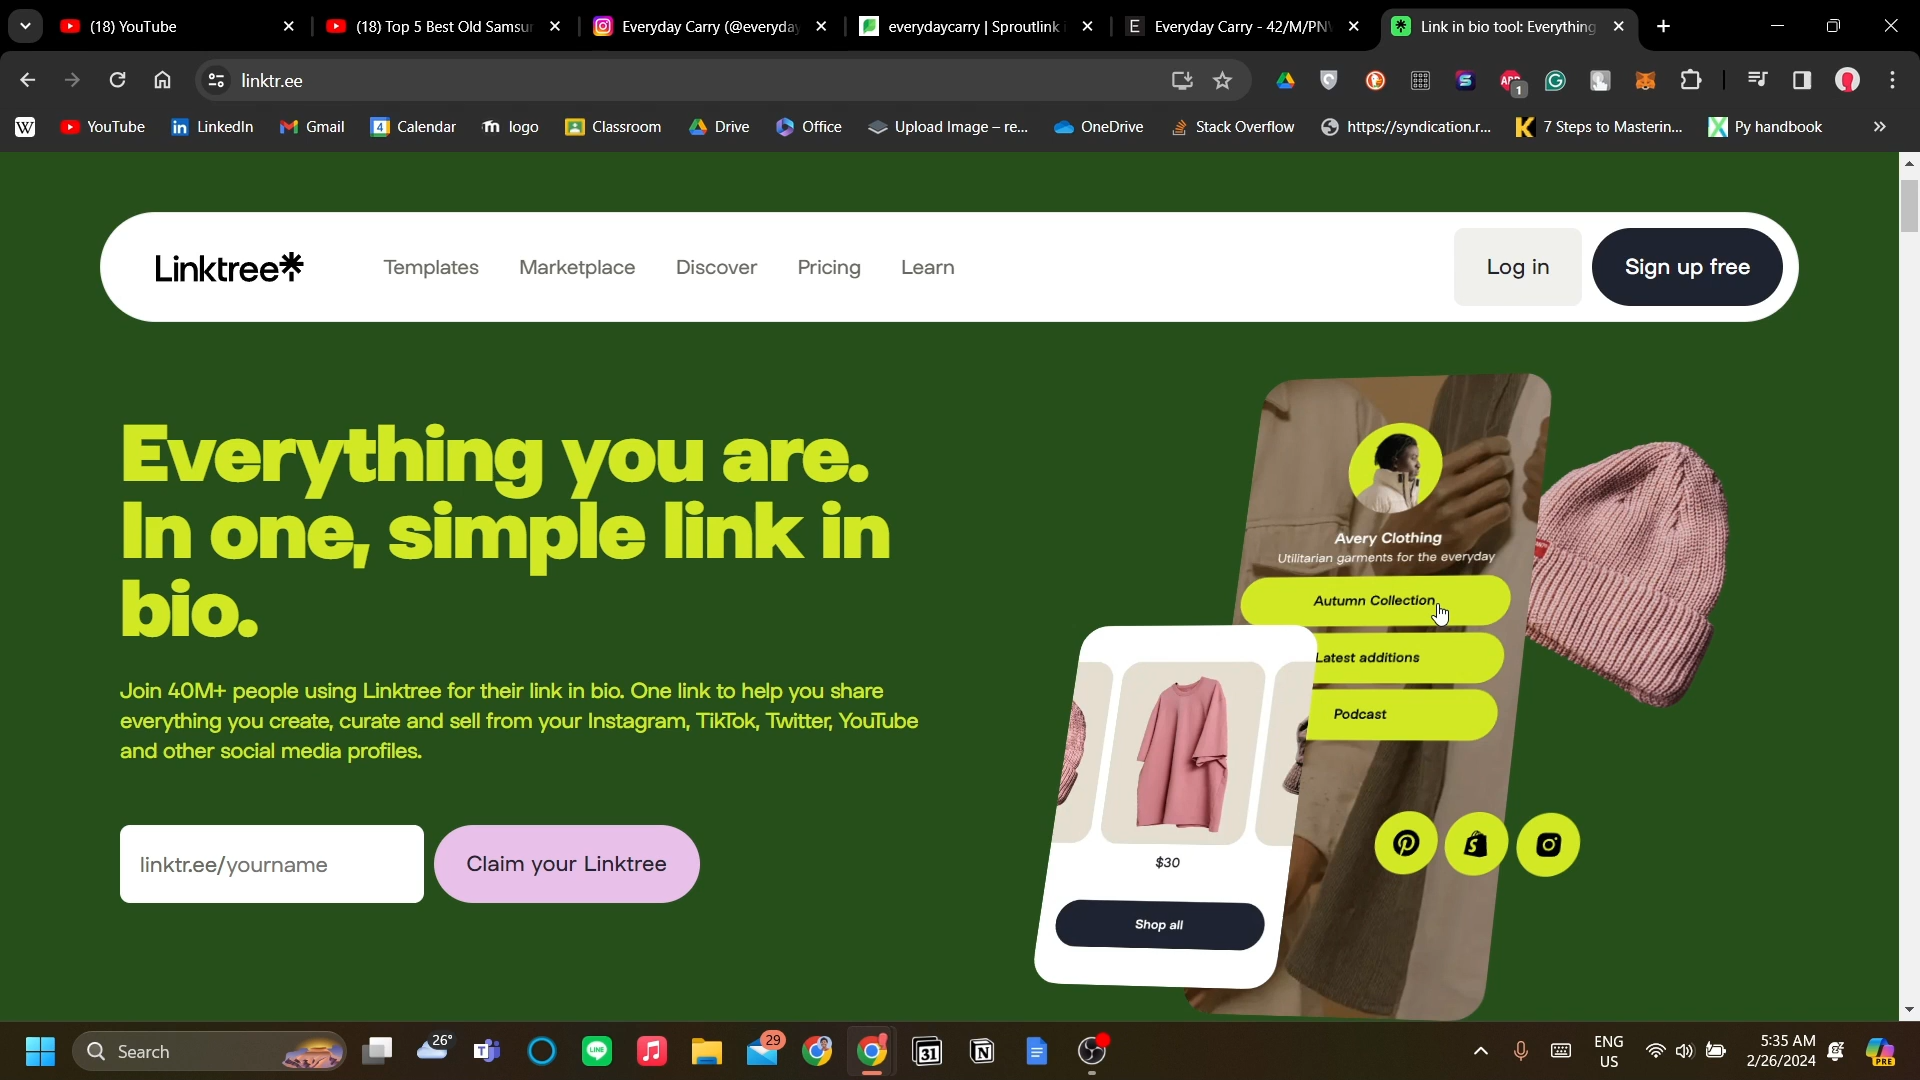 (18) YouTube
(18) Top 5 Best Old Samsu
Everyday Carry (@everyday
everydaycarry | Sproutlink
Everyday Carry - 42/M/PN
Link in bio tool: Everything
linktr.ee
ABP
1
YouTube
LinkedIn
Gmail
Calendar
logo
Classroom
Drive
Office
Upload Image – re...
OneDrive
Stack Overflow
https://syndication.r...
7 Steps to Masterin...
Py handbook
Linktree
Templates
Marketplace
Discover
Pricing
Learn
Log in
Sign up free
Everything you are.
In one, simple link in
bio.
Join 40M+ people using Linktree for their link in bio. One link to help you share
everything you create, curate and sell from your Instagram, TikTok, Twitter, YouTube
and other social media profiles.
linktr.ee/yourname
Claim your Linktree
Avery Clothing
Utilitarian garments for the everyday
Autumn Collection
Latest additions
Podcast
$30
Shop all
Search
26°
LINE
29
31
ENG
US
5:35 AM
2/26/2024
PRE